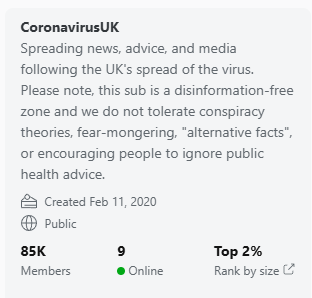 CoronavirusUK
Spreading news, advice, and media
following the UK's spread of the virus.
Please note, this sub is a disinformation-free
zone and we do not tolerate conspiracy
theories, fear-mongering, "alternative facts",
or encouraging people to ignore public
health advice.
Created Feb 11, 2020
Public
85K 9 Top 2%
Members Online Rank by size